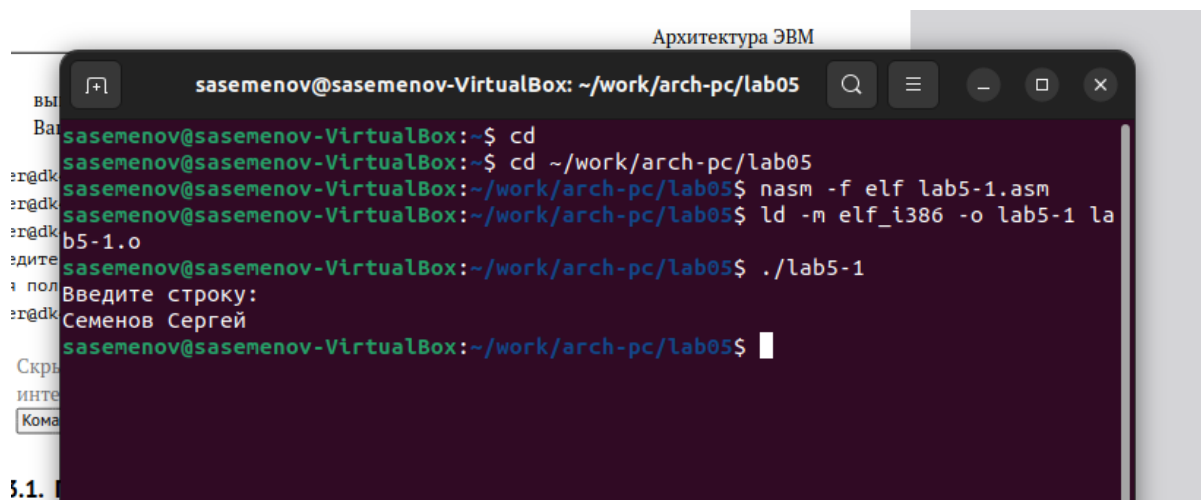 Архитектура ЭВМ
sasemenov@sasemenov-VirtualBox: ~/work/arch-pc/lab05
sasemenov@sasemenov-VirtualBox:~$ cd
sasemenov@sasemenov-VirtualBox:~$ cd ~/work/arch-pc/lab05
sasemenov@sasemenov-VirtualBox:~/work/arch-pc/lab05$ nasm -f elf lab5-1.asm
sasemenov@sasemenov-VirtualBox:~/work/arch-pc/lab05$ ld -m elf_i386 -o lab5-1 la
b5-1.o
sasemenov@sasemenov-VirtualBox:~/work/arch-pc/lab05$ ./lab5-1
Введите строку:
Семенов Сергей
sasemenov@sasemenov-VirtualBox:~/work/arch-pc/lab05$